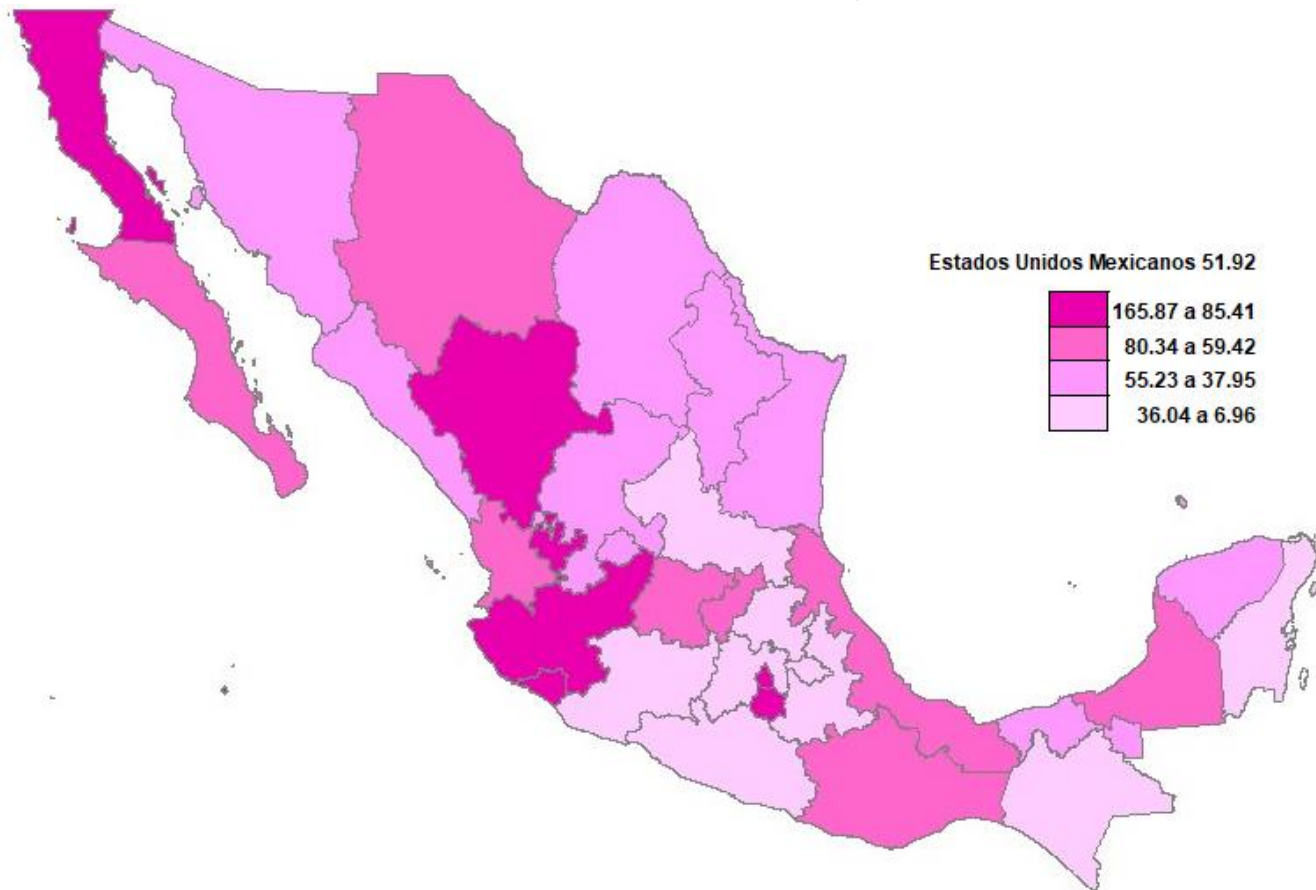 Estados Unidos Mexicanos 51.92
165.87 a 85.41
80.34 a 59.42
55.23 a 37.95
36.04 a 6.96